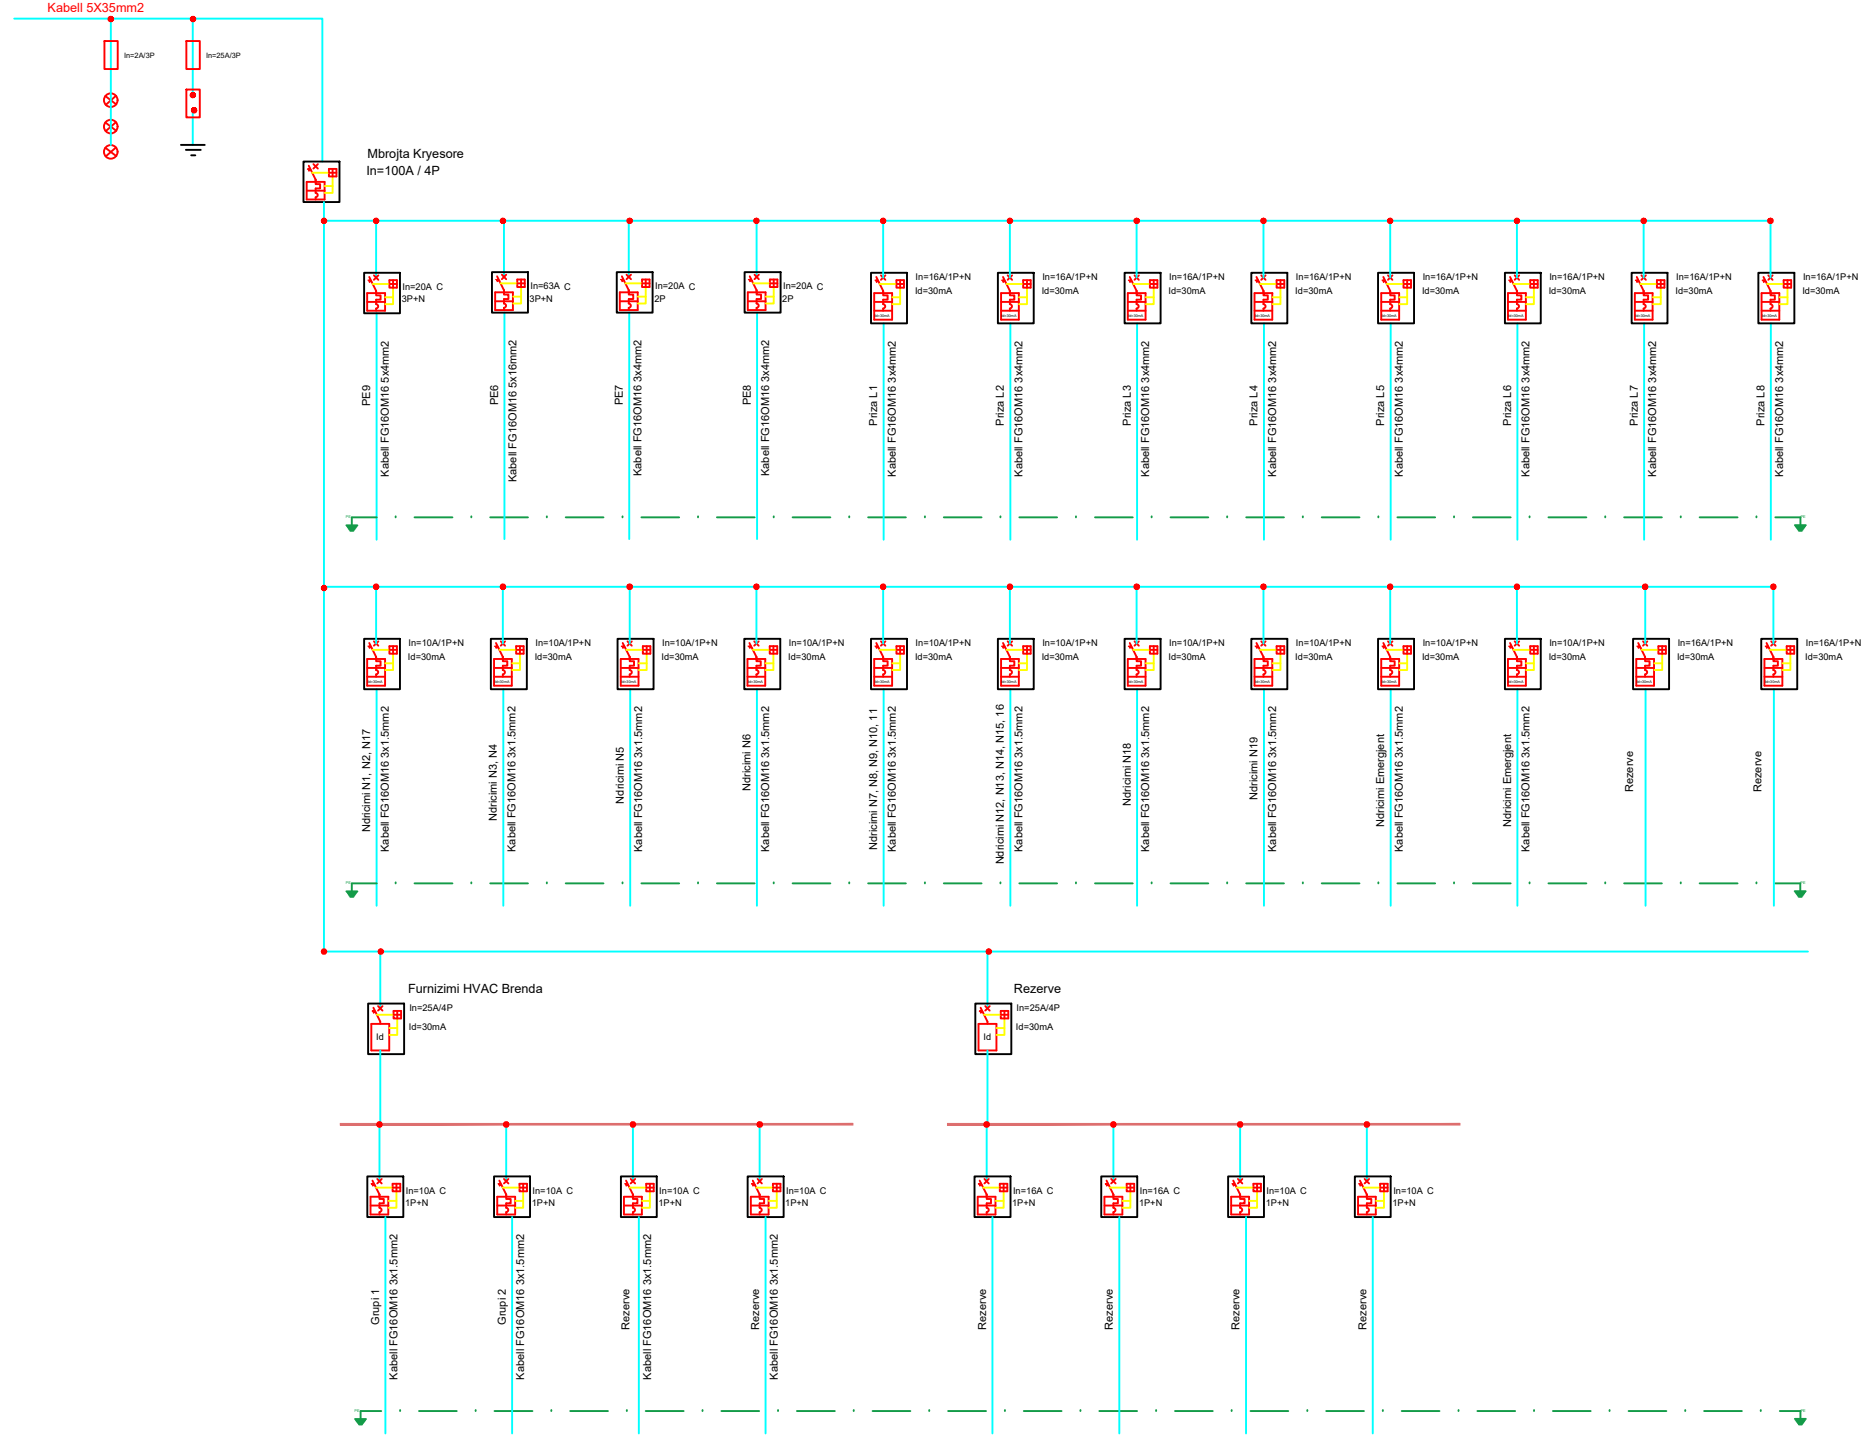 Kabell 5X35mm2
In=2A/3P
In=25A/3P
Mbrojta Kryesore
In=100A / 4P
In=20A C
3P+N
In=63A C
3P+N
In=20A C
2P
In=20A C
2P
In=16A/1P+N
Id=30mA
In=16A/1P+N
Id=30mA
In=16A/1P+N
Id=30mA
In=16A/1P+N
Id=30mA
In=16A/1P+N
Id=30mA
In=16A/1P+N
Id=30mA
In=16A/1P+N
Id=30mA
In=16A/1P+N
Id=30mA
PE9
Kabell FG16OM16 5x4mm2
PE6
Kabell FG16OM16 5x16mm2
PE7
Kabell FG16OM16 3x4mm2
PE8
Kabell FG16OM16 3x4mm2
Priza L1
Kabell FG16OM16 3x4mm2
Priza L2
Kabell FG16OM16 3x4mm2
Priza L3
Kabell FG16OM16 3x4mm2
Priza L4
Kabell FG16OM16 3x4mm2
Priza L5
Kabell FG16OM16 3x4mm2
Priza L6
Kabell FG16OM16 3x4mm2
Priza L7
Kabell FG16OM16 3x4mm2
Priza L8
Kabell FG16OM16 3x4mm2
In=10A/1P+N
Id=30mA
In=10A/1P+N
Id=30mA
In=10A/1P+N
Id=30mA
In=10A/1P+N
Id=30mA
In=10A/1P+N
Id=30mA
In=10A/1P+N
Id=30mA
In=10A/1P+N
Id=30mA
In=10A/1P+N
Id=30mA
In=10A/1P+N
Id=30mA
In=10A/1P+N
Id=30mA
In=16A/1P+N
Id=30mA
In=16A/1P+N
Id=30mA
Ndricimi N1, N2, N17
Kabell FG16OM16 3x1.5mm2
Ndricimi N3, N4
Kabell FG16OM16 3x1.5mm2
Ndricimi N5
Kabell FG16OM16 3x1.5mm2
Ndricimi N6
Kabell FG16OM16 3x1.5mm2
Ndricimi N7, N8, N9, N10, 11
Kabell FG16OM16 3x1.5mm2
Ndricimi N12, N13, N14, N15, 16
Kabell FG16OM16 3x1.5mm2
Ndricimi N18
Kabell FG16OM16 3x1.5mm2
Ndricimi N19
Kabell FG16OM16 3x1.5mm2
Ndricimi Emergjent
Kabell FG16OM16 3x1.5mm2
Ndricimi Emergjent
Kabell FG16OM16 3x1.5mm2
Rezerve
Rezerve
Furnizimi HVAC Brenda
In=25A/4P
Id=30mA
Id
Rezerve
In=25A/4P
Id=30mA
Id
In=10A C
1P+N
In=10A C
1P+N
In=10A C
1P+N
In=10A C
1P+N
In=16A C
1P+N
In=16A C
1P+N
In=10A C
1P+N
In=10A C
1P+N
Grupi 1
Kabell FG16OM16 3x1.5mm2
Grupi 2
Kabell FG16OM16 3x1.5mm2
Rezerve
Kabell FG16OM16 3x1.5mm2
Rezerve
Kabell FG16OM16 3x1.5mm2
Rezerve
Rezerve
Rezerve
Rezerve